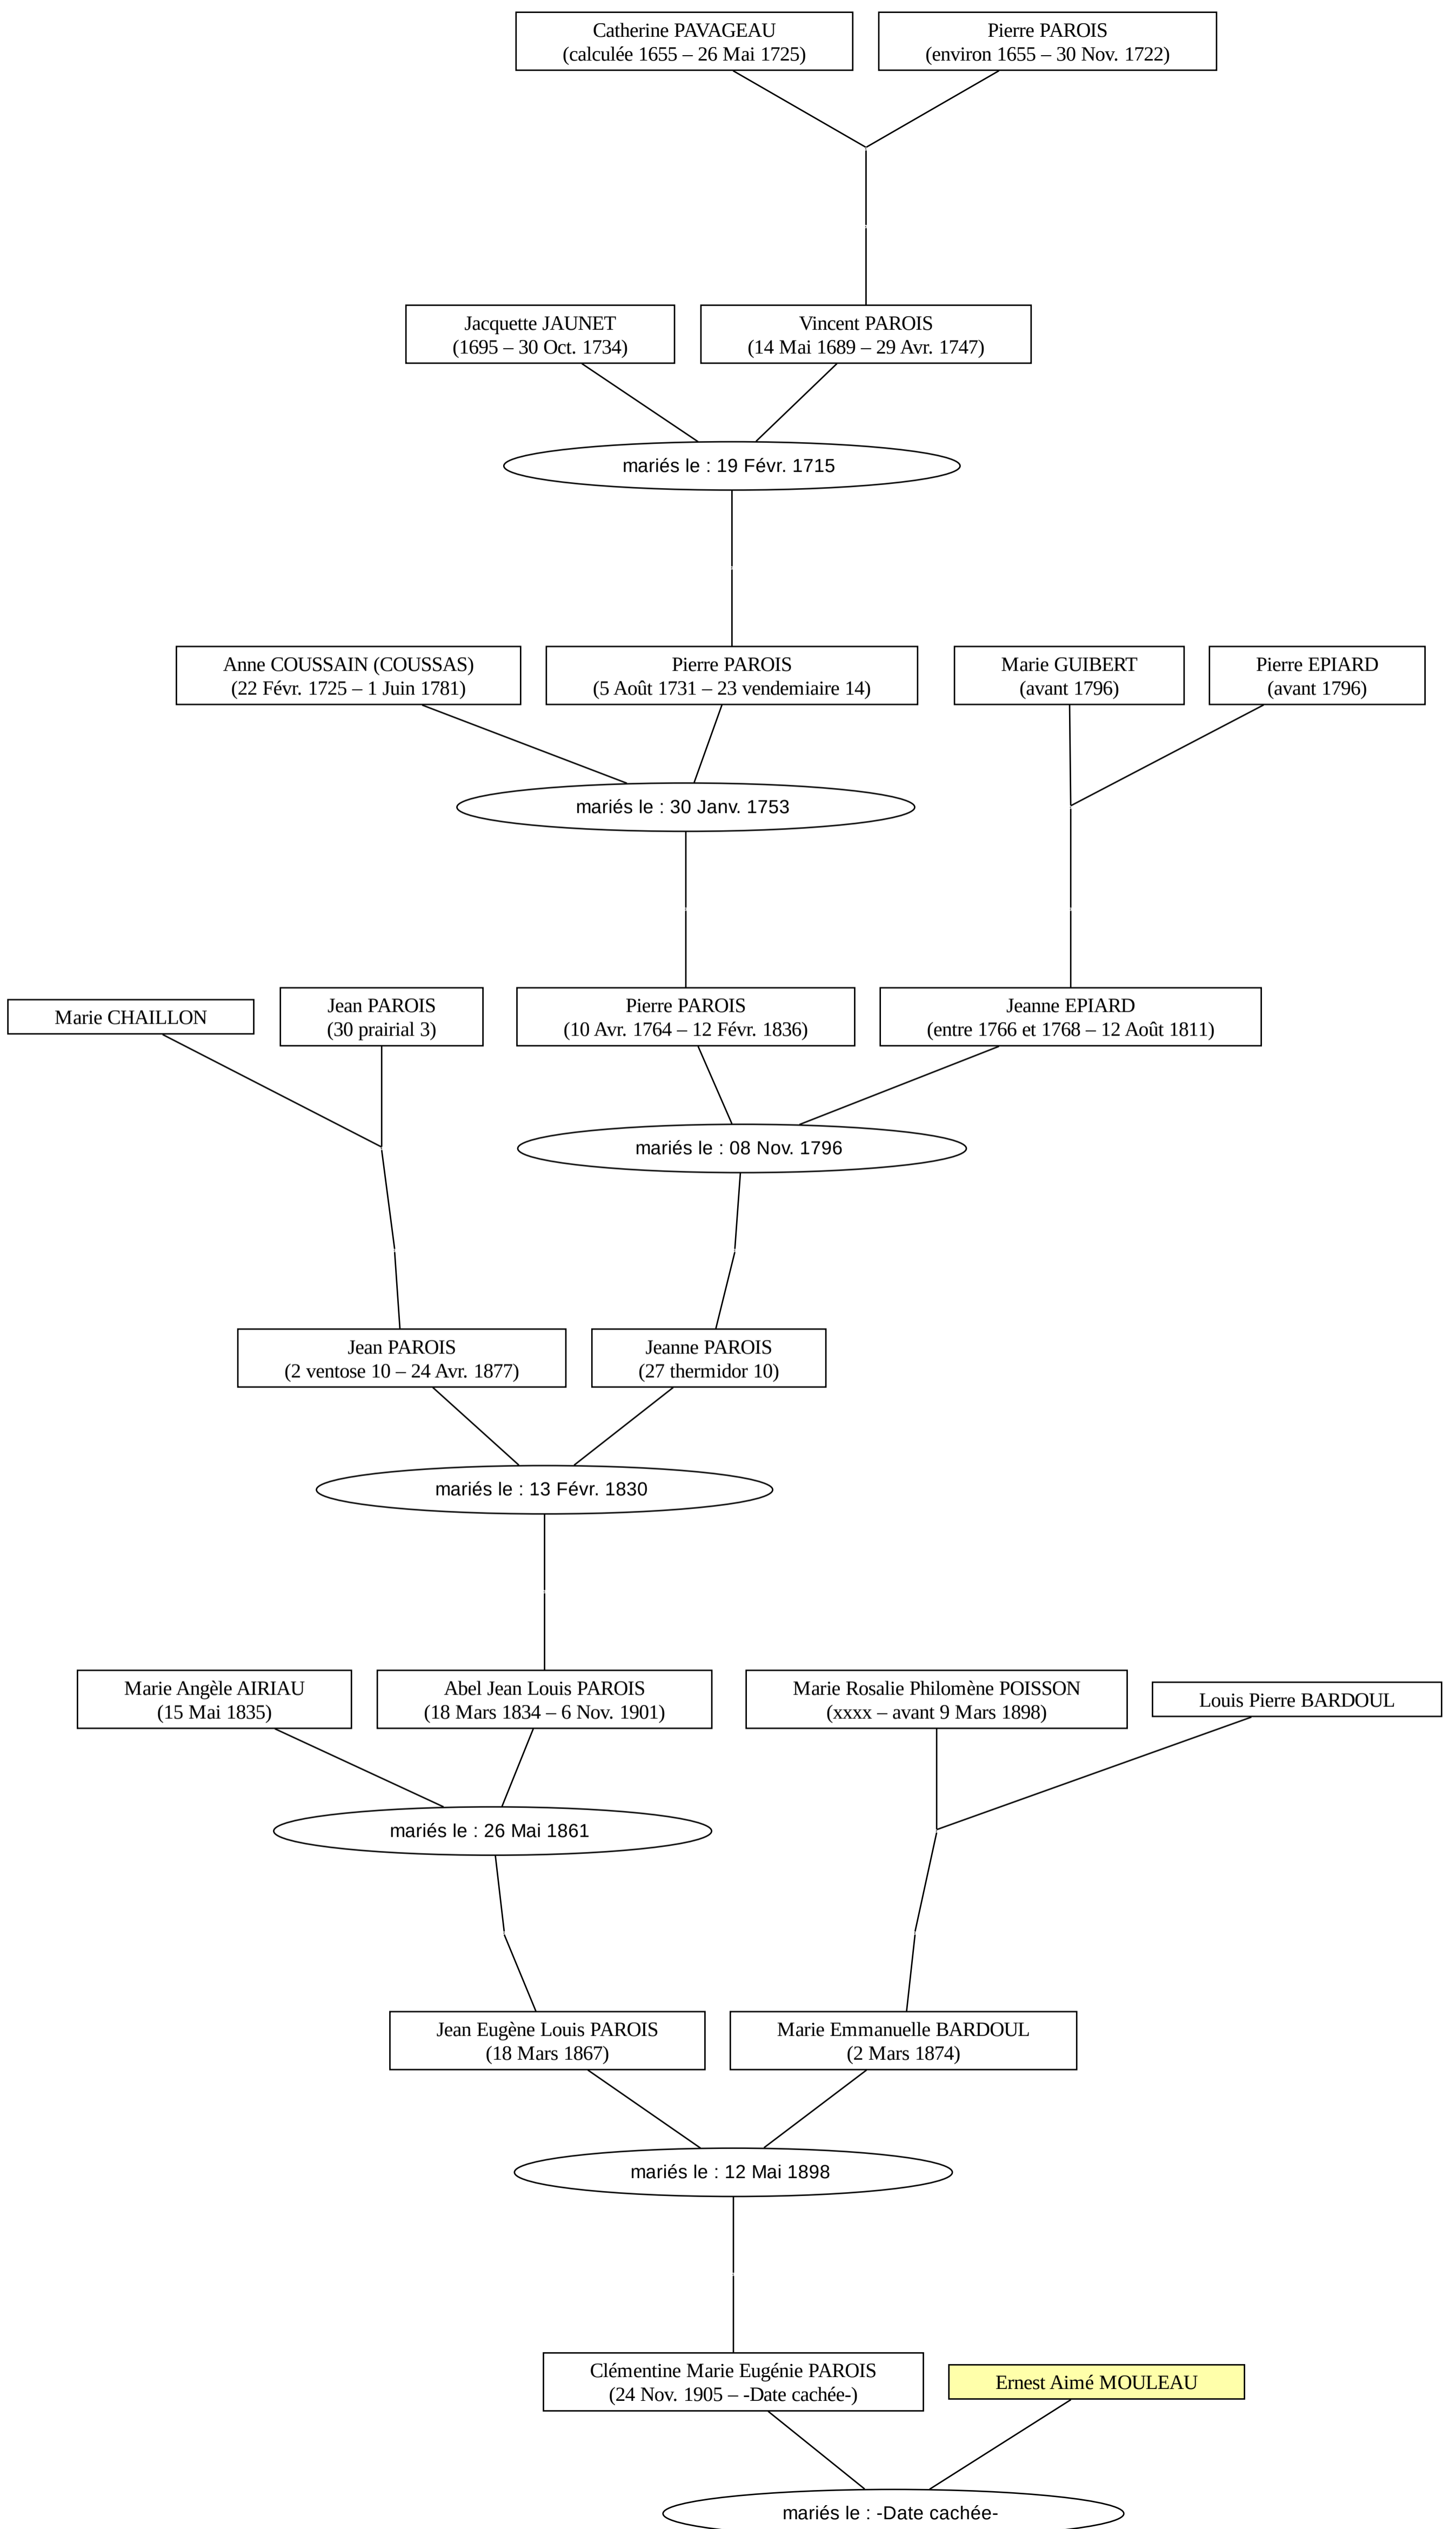 Catherine PAVAGEAU
(calculée 1655 – 26 Mai 1725)
Pierre PAROIS
(environ 1655 – 30 Nov. 1722)
Jacquette JAUNET
(1695 – 30 Oct. 1734)
Vincent PAROIS
(14 Mai 1689 – 29 Avr. 1747)
mariés le : 19 Févr. 1715
Anne COUSSAIN (COUSSAS)
(22 Févr. 1725 – 1 Juin 1781)
Pierre PAROIS
(5 Août 1731 – 23 vendemiaire 14)
Marie GUIBERT
(avant 1796)
Pierre EPIARD
(avant 1796)
mariés le : 30 Janv. 1753
Marie CHAILLON
Jean PAROIS
(30 prairial 3)
Pierre PAROIS
(10 Avr. 1764 – 12 Févr. 1836)
Jeanne EPIARD
(entre 1766 et 1768 – 12 Août 1811)
mariés le : 08 Nov. 1796
Jean PAROIS
(2 ventose 10 – 24 Avr. 1877)
Jeanne PAROIS
(27 thermidor 10)
mariés le : 13 Févr. 1830
Marie Angèle AIRIAU
(15 Mai 1835)
Abel Jean Louis PAROIS
(18 Mars 1834 – 6 Nov. 1901)
Marie Rosalie Philomène POISSON
(xxxx – avant 9 Mars 1898)
Louis Pierre BARDOUL
mariés le : 26 Mai 1861
Jean Eugène Louis PAROIS
(18 Mars 1867)
Marie Emmanuelle BARDOUL
(2 Mars 1874)
mariés le : 12 Mai 1898
Clémentine Marie Eugénie PAROIS
(24 Nov. 1905 – -Date cachée-)
Ernest Aimé MOULEAU
mariés le : -Date cachée-